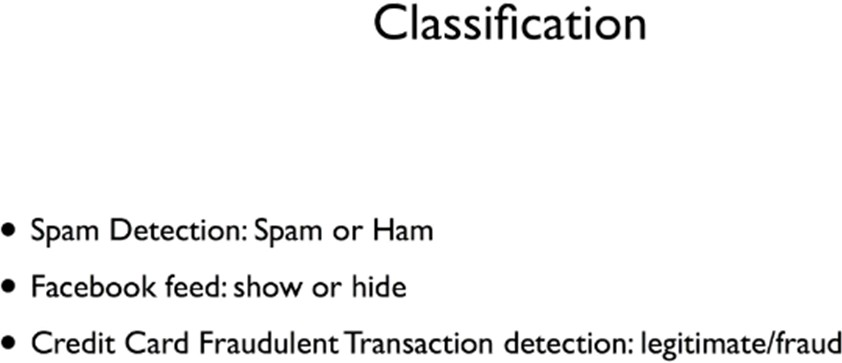 Classification
• Spam Detection: Spam or Ham
• Facebook feed: show or hide
• Credit Card Fraudulent Transaction detection: legitimate/fraud